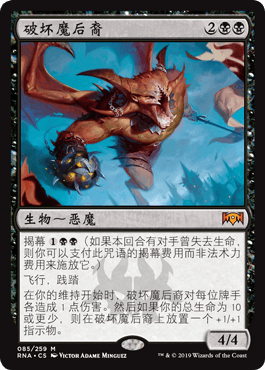 破坏魔后裔 2
生物～恶魔
揭幕 1 （如果本回合有对手曾失去生命，
则你可以支付此咒语的揭幕费用而非法术力
费用来施放它。）
飞行，践踏
在你的维持开始时，破坏魔后裔对每位牌手
各造成1点伤害。然后如果你的总生命为10
或更少，则在破坏魔后裔上放置一个+1/+1
指示物。
4/4
085/259 M
RNA • CS VICTOR ADAME MINGUEZ
™ & © 2019 Wizards of the Coast